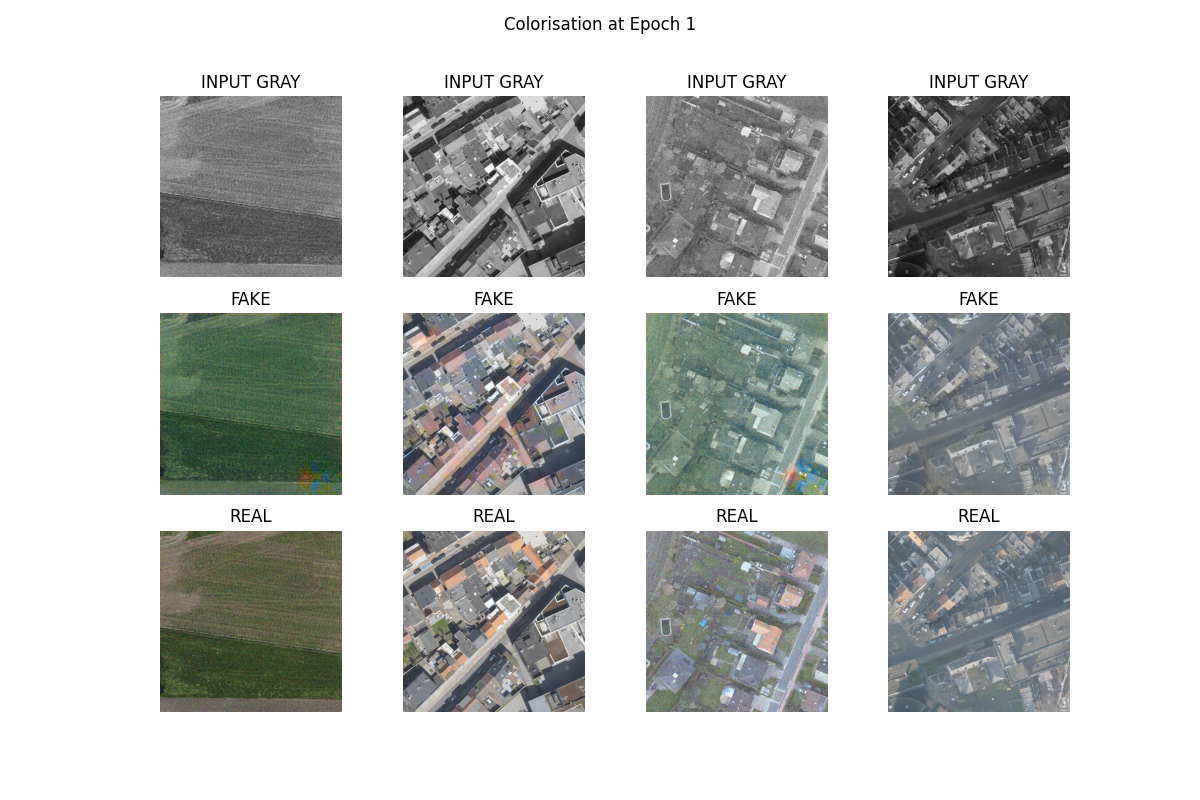 Colorisation at Epoch 1
INPUT GRAY INPUT GRAY INPUT GRAY INPUT GRAY
FAKE FAKE FAKE FAKE
REAL REAL REAL REAL